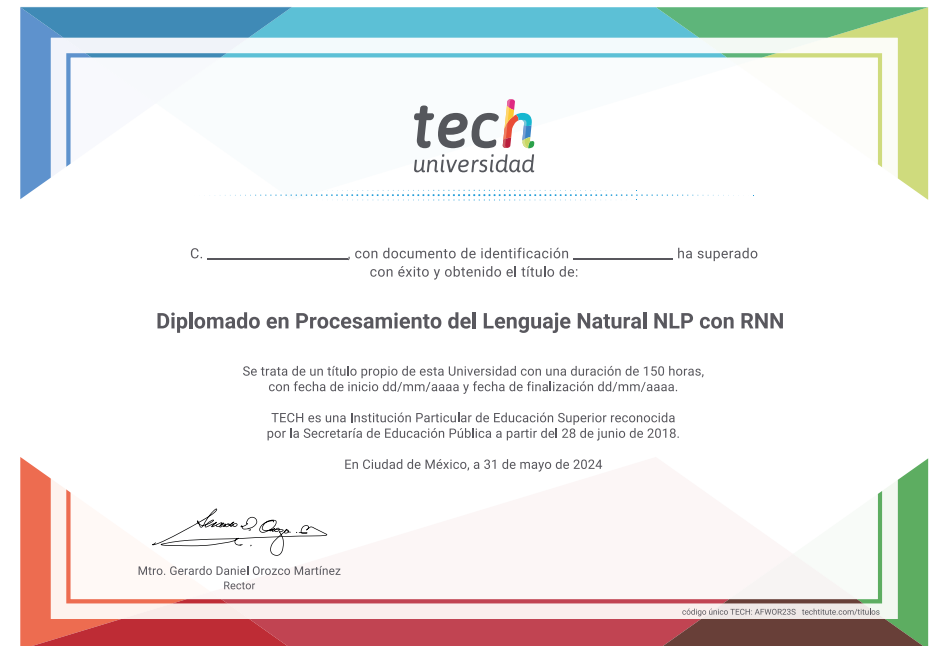 tech
universidad
C. ____________, con documento de identificación ____________ ha superado
con éxito y obtenido el título de:
Diplomado en Procesamiento del Lenguaje Natural NLP con RNN
Se trata de un título propio de esta Universidad con una duración de 150 horas,
con fecha de inicio dd/mm/aaaa y fecha de finalización dd/mm/aaaa.
TECH es una Institución Particular de Educación Superior reconocida
por la Secretaría de Educación Pública a partir del 28 de junio de 2018.
En Ciudad de México, a 31 de mayo de 2024
Mtro. Gerardo Daniel Orozco Martínez
Rector
código único TECH: AFWOR23S techtitute.com/titulos